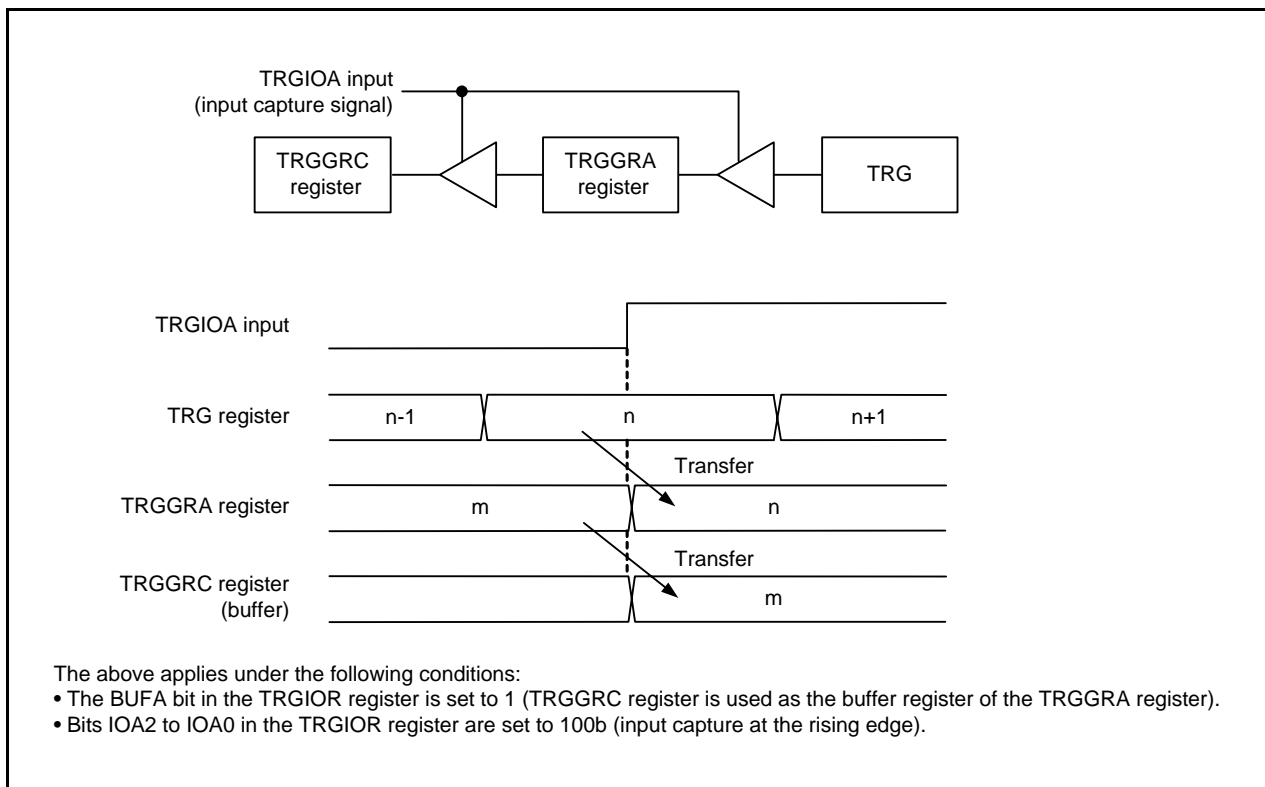 TRGIOA input
(input capture signal)
TRGGRC
register
TRGGRA
register
TRG
TRGIOA input
TRG register
n-1
n
n+1
Transfer
TRGGRA register
m
n
Transfer
TRGGRC register
(buffer)
m
The above applies under the following conditions:
• The BUFA bit in the TRGIOR register is set to 1 (TRGGRC register is used as the buffer register of the TRGGRA register).
• Bits IOA2 to IOA0 in the TRGIOR register are set to 100b (input capture at the rising edge).